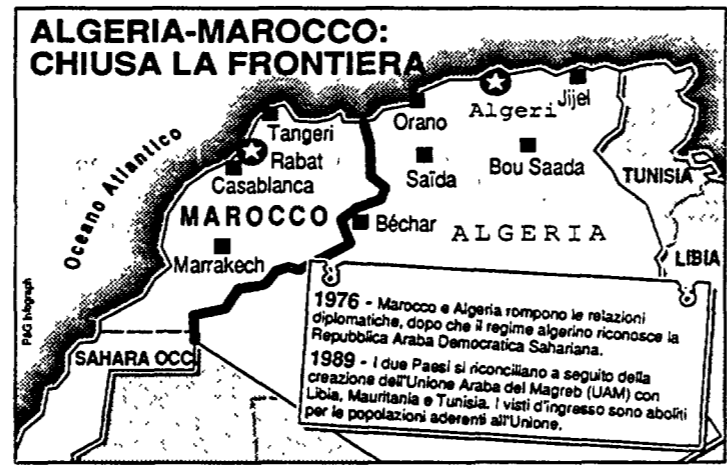 ALGERIA-MAROCCO:
CHIUSA LA FRONTIERA
Oceano Atlantico
Tangeri
Rabat
Casablanca
MAROCCO
Marrakech
Orano
Algeri
Jijel
Saïda
Bou Saada
TUNISIA
Béchar
ALGERIA
LIBIA
SAHARA OCC.
P&G Infograph
1976 - Marocco e Algeria rompono le relazioni
diplomatiche, dopo che il regime algerino riconosce la
Repubblica Araba Democratica Sahariana.
1989 - I due Paesi si riconciliano a seguito della
creazione dell'Unione Araba del Magreb (UAM) con
Libia, Mauritania e Tunisia. I visti d'ingresso sono aboliti
per le popolazioni aderenti all'Unione.